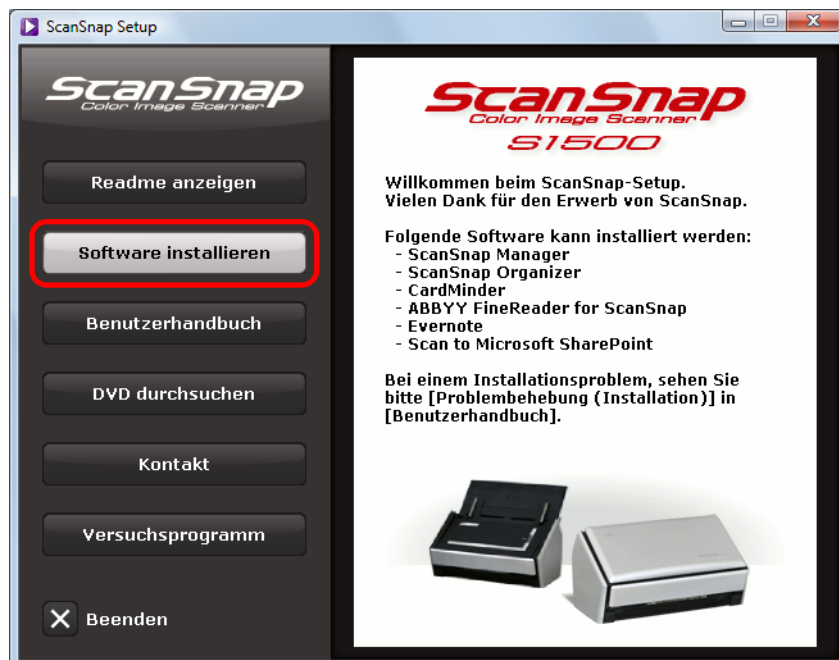 ScanSnap Setup
ScanSnap
Color Image Scanner
Readme anzeigen
Software installieren
Benutzerhandbuch
DVD durchsuchen
Kontakt
Versuchsprogramm
Beenden
ScanSnap
Color Image Scanner
S1500
Willkommen beim ScanSnap-Setup.
Vielen Dank für den Erwerb von ScanSnap.
Folgende Software kann installiert werden:
- ScanSnap Manager
- ScanSnap Organizer
- CardMinder
- ABBYY FineReader for ScanSnap
- Evernote
- Scan to Microsoft SharePoint
Bei einem Installationsproblem, sehen Sie
bitte [Problembehebung (Installation)] in
[Benutzerhandbuch].